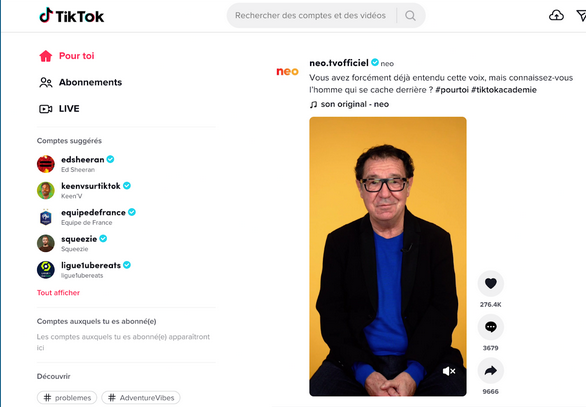 TikTok
Rechercher des comptes et des vidéos
Pour toi
Abonnements
LIVE
Comptes suggérés
edsheeran
Ed Sheeran
keenvsurtiktok
Keen'V
equipedefrance
Equipe de France
squeezie
Squeezie
ligue1ubereats
ligue1ubereats
Tout afficher
Comptes auxquels tu es abonné(e)
Les comptes auxquels tu es abonné(e) apparaîtront
ici
Découvrir
# problemes
# AdventureVibes
neo
neo.tvofficiel neo
Vous avez forcément déjà entendu cette voix, mais connaissez-vous
l'homme qui se cache derrière ? #pourtoi #tiktokacademie
son original - neo
276.4K
3679
9666